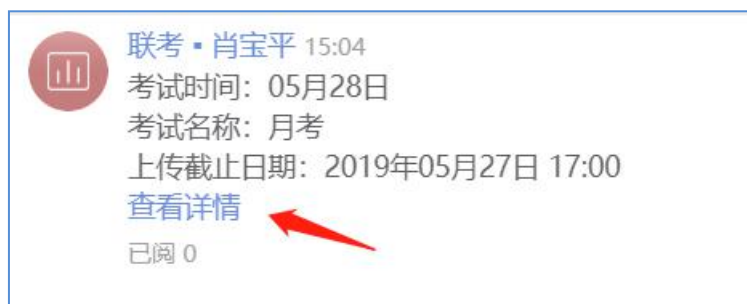 联考▪肖宝平 15:04
考试时间：05月28日
考试名称：月考
上传截止日期：2019年05月27日 17:00
查看详情
已阅 0